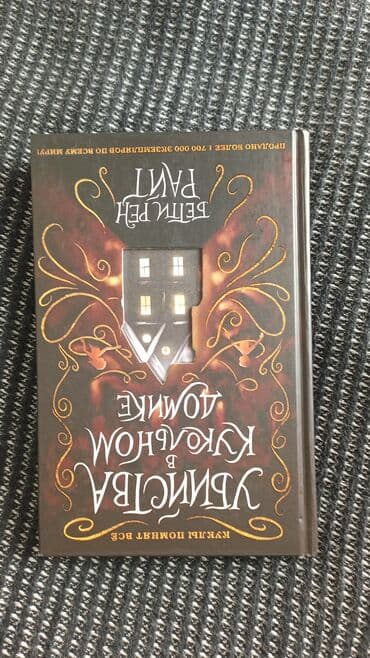 КУКЛЫ ПОМНЯТ ВСЕ
УБИЙСТВА
В
КУКОЛЬНОМ
ДОМИКЕ
БЕТТИ РЕН
РАЙТ
ПРОДАНО БОЛЕЕ 1 700 000 ЭКЗЕМПЛЯРОВ ПО ВСЕМУ МИРУ!